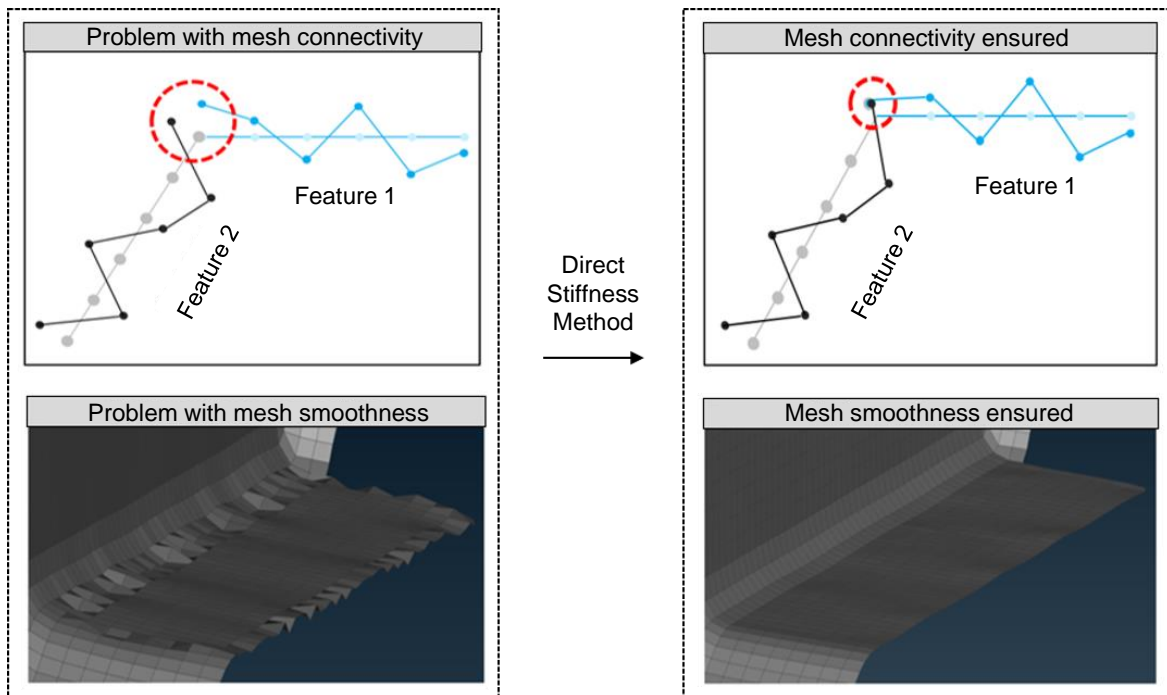 Problem with mesh connectivity
Feature 1
Feature 2
Problem with mesh smoothness
Direct
Stiffness
Method
Mesh connectivity ensured
Feature 1
Feature 2
Mesh smoothness ensured